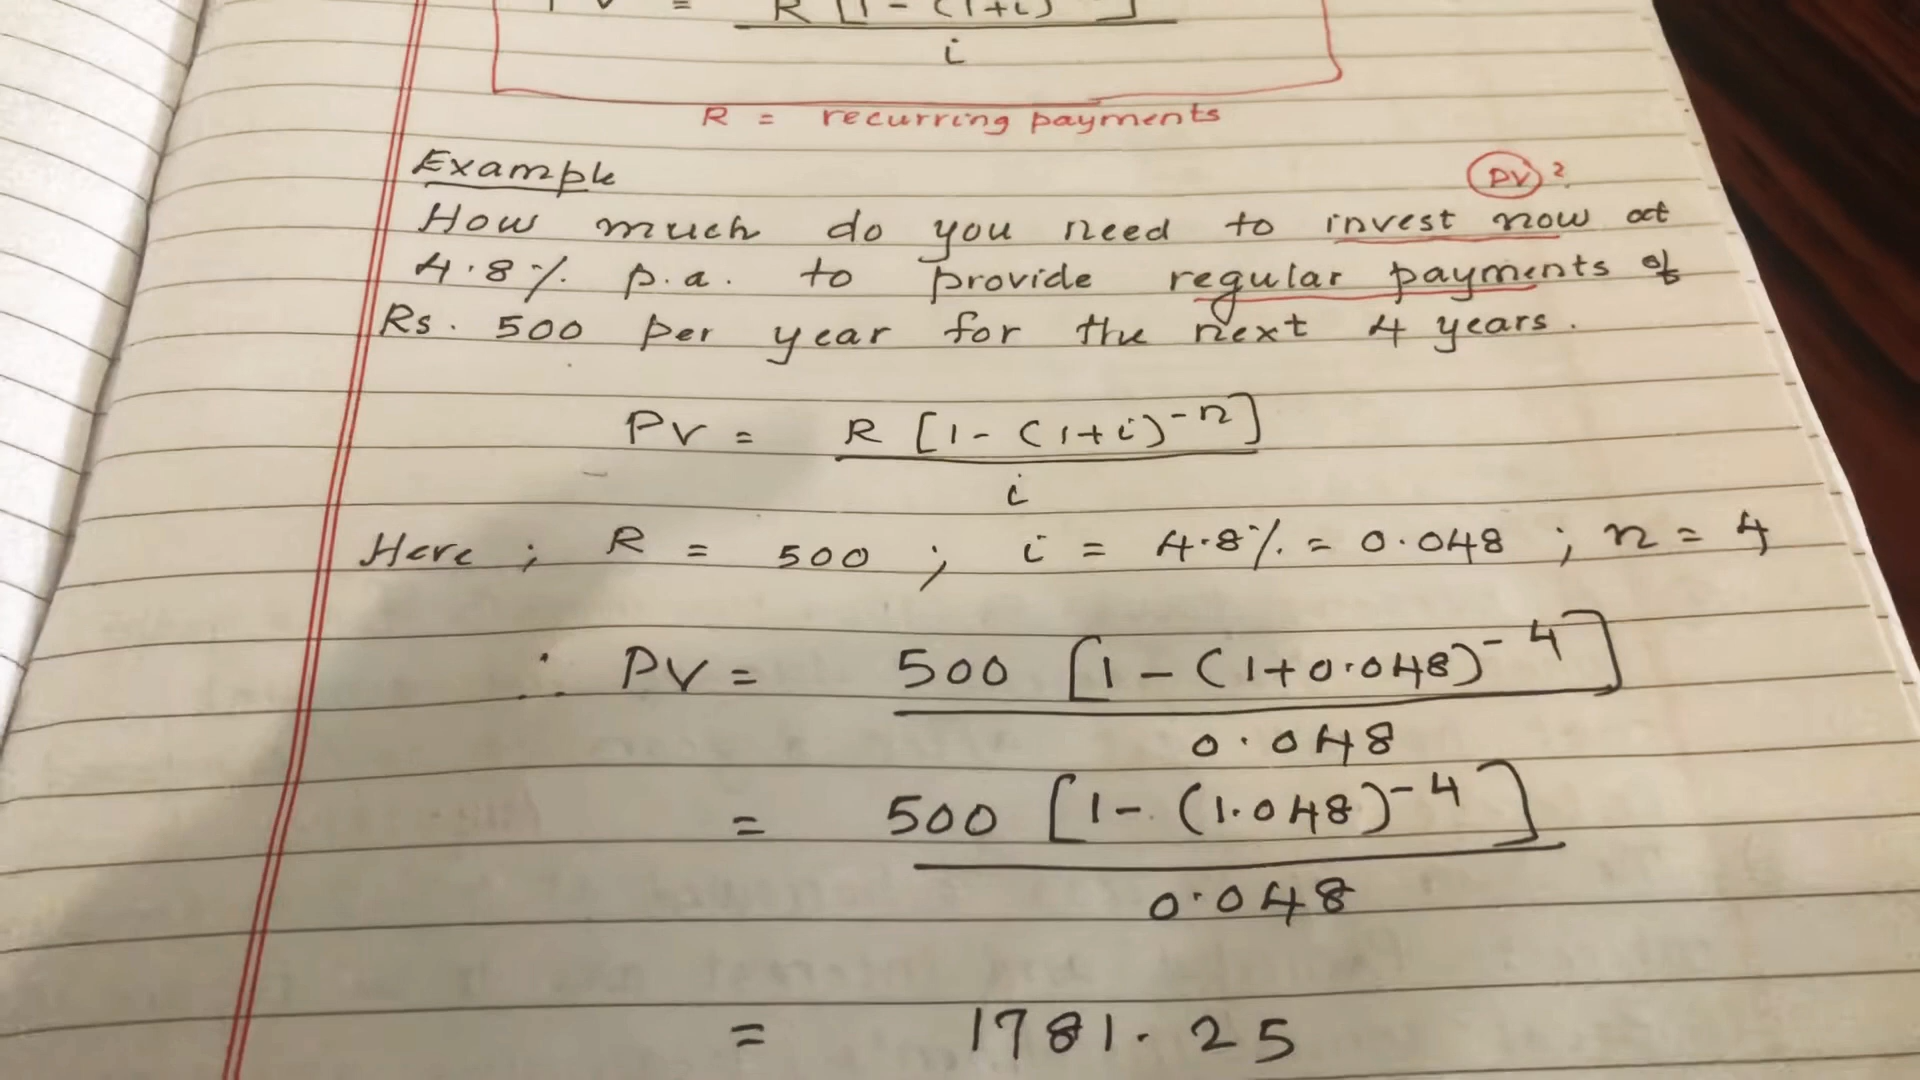 R [1 - (1+i)
i
R = recurring payments
Example
PV ?
How much do you need to invest now at
4.8% p.a. to provide regular payments of
Rs. 500 per year for the next 4 years.
PV = R [1 - (1+i)^-n]
i
Here ; R = 500 ; i = 4.8% = 0.048 ; n = 4
∴ PV = 500 [1 - (1+0.048)^-4]
0.048
= 500 [1 - (1.048)^-4]
0.048
= 1781.25